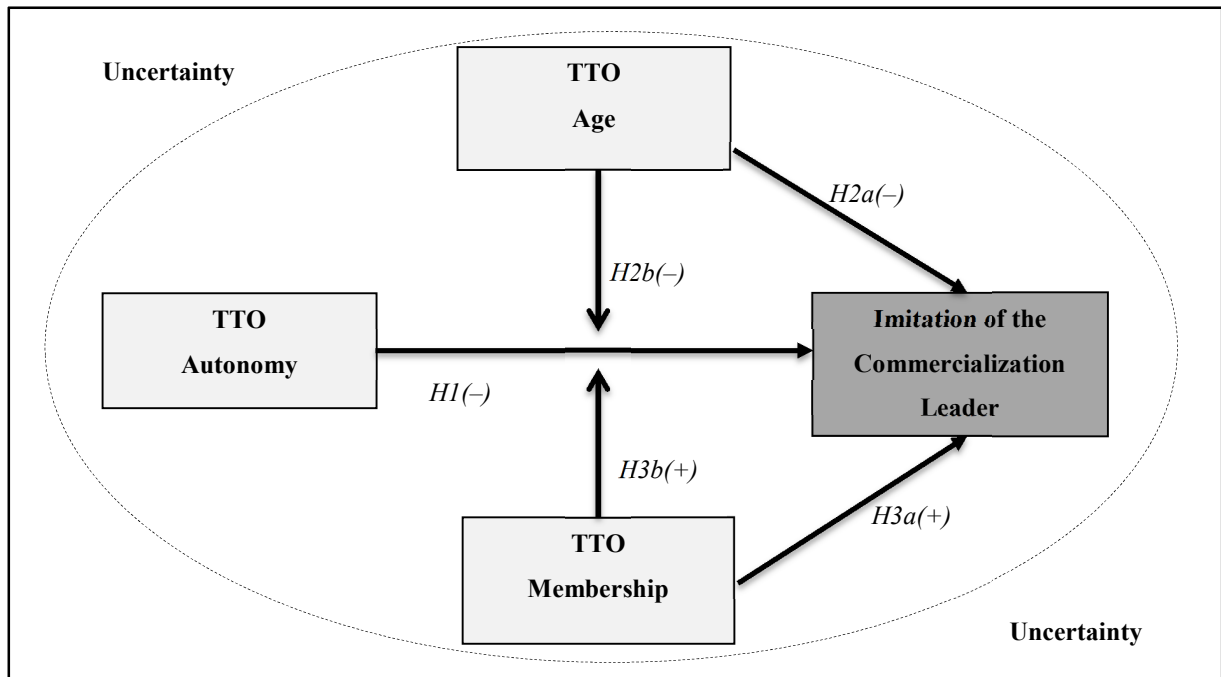 Uncertainty
TTO
Age
H2a(–)
H2b(–)
TTO
Autonomy
H1(–)
Imitation of the
Commercialization
Leader
H3b(+)
H3a(+)
TTO
Membership
Uncertainty